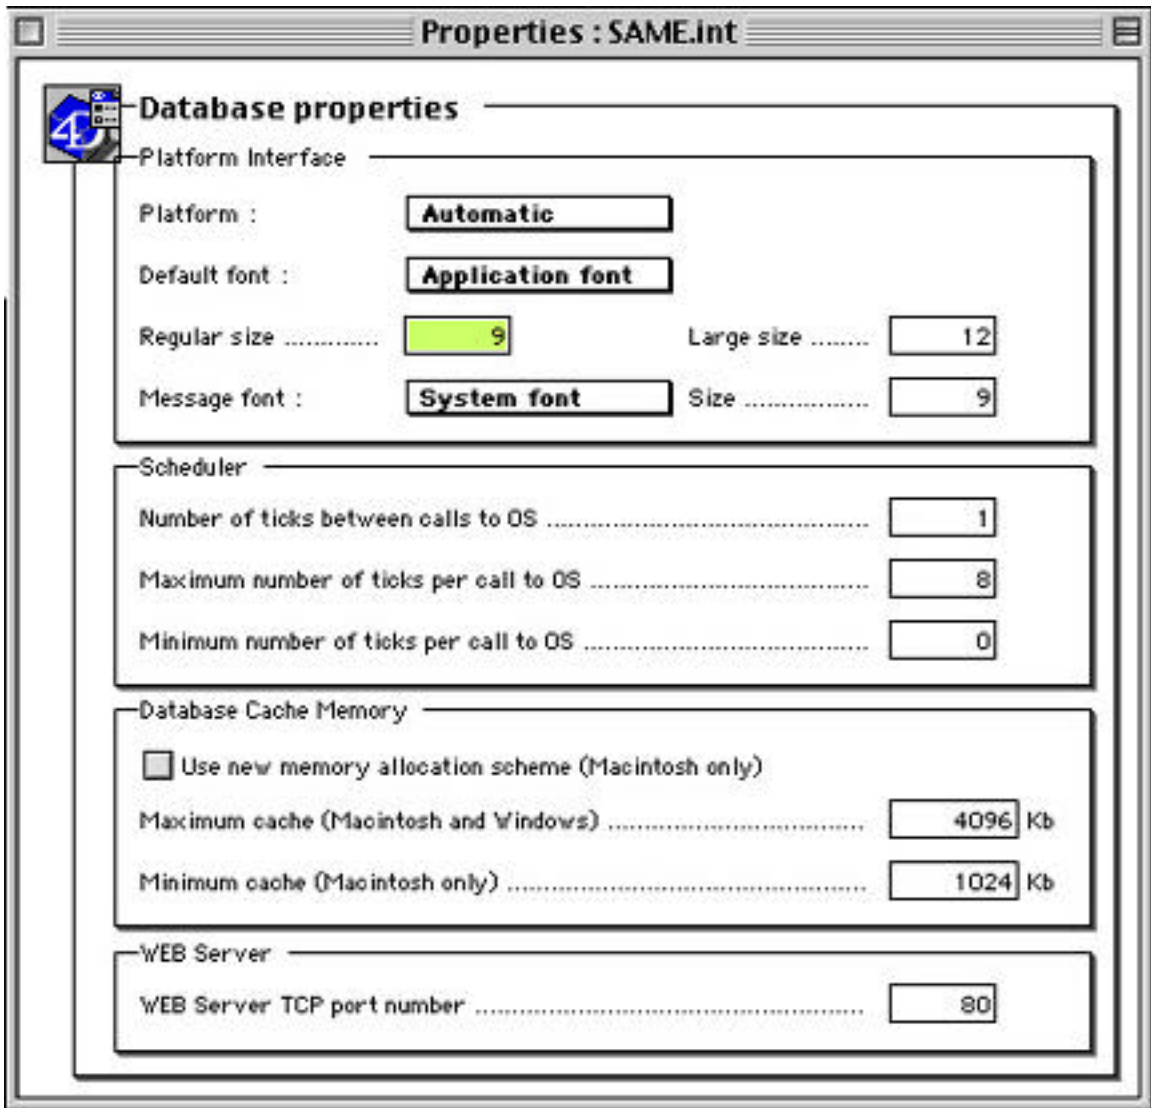 Properties : SAME.int
4D
Database properties
Platform Interface
Platform : Automatic
Default font : Application font
Regular size ............. 9 Large size ........ 12
Message font : System font Size ................. 9
Scheduler
Number of ticks between calls to OS ............................................. 1
Maximum number of ticks per call to OS ....................................... 8
Minimum number of ticks per call to OS ........................................ 0
Database Cache Memory
Use new memory allocation scheme (Macintosh only)
Maximum cache (Macintosh and Windows) ................................... 4096 Kb
Minimum cache (Macintosh only) .................................................. 1024 Kb
WEB Server
WEB Server TCP port number ...................................................... 80